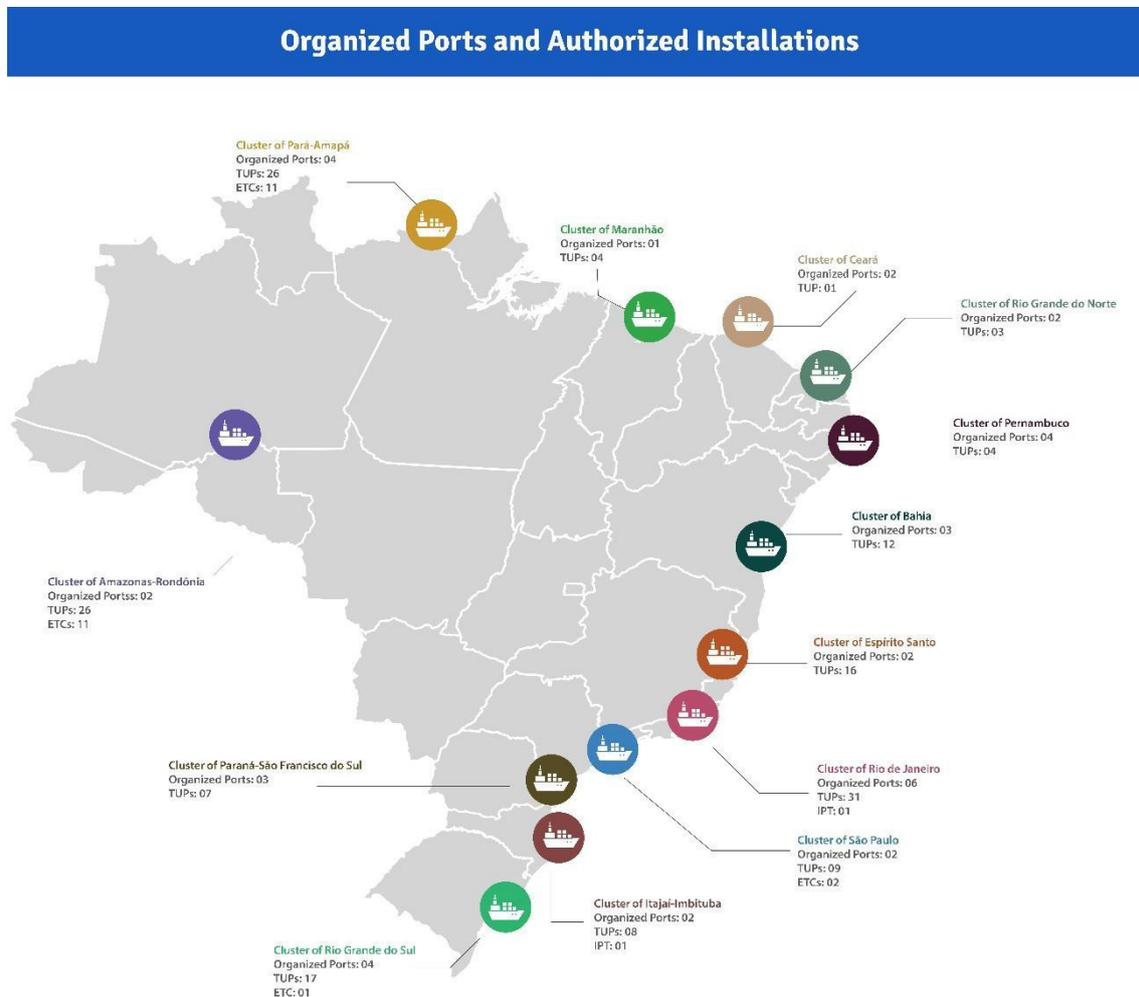 Organized Ports and Authorized Installations
Cluster of Pará-Amapá
Organized Ports: 04
TUPs: 26
ETCs: 11
Cluster of Maranhão
Organized Ports: 01
TUPs: 04
Cluster of Ceará
Organized Ports: 02
TUP: 01
Cluster of Rio Grande do Norte
Organized Ports: 02
TUPs: 03
Cluster of Pernambuco
Organized Ports: 04
TUPs: 04
Cluster of Bahia
Organized Ports: 03
TUPs: 12
Cluster of Amazonas-Rondônia
Organized Portss: 02
TUPs: 26
ETCs: 11
Cluster of Espírito Santo
Organized Ports: 02
TUPs: 16
Cluster of Paraná-São Francisco do Sul
Organized Ports: 03
TUPs: 07
Cluster of Rio de Janeiro
Organized Ports: 06
TUPs: 31
IPT: 01
Cluster of São Paulo
Organized Ports: 02
TUPs: 09
ETCs: 02
Cluster of Itajaí-Imbituba
Organized Ports: 02
TUPs: 08
IPT: 01
Cluster of Rio Grande do Sul
Organized Ports: 04
TUPs: 17
ETC: 01